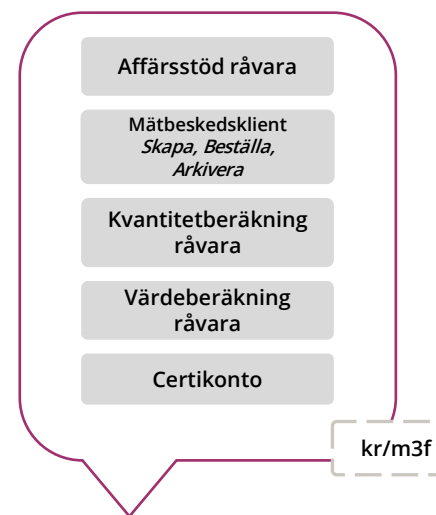 Affärsstöd råvara
Mätbeskedsklient
Skapa, Beställa,
Arkivera
Kvantitetberäkning
råvara
Värdeberäkning
råvara
Certikonto
kr/m3f